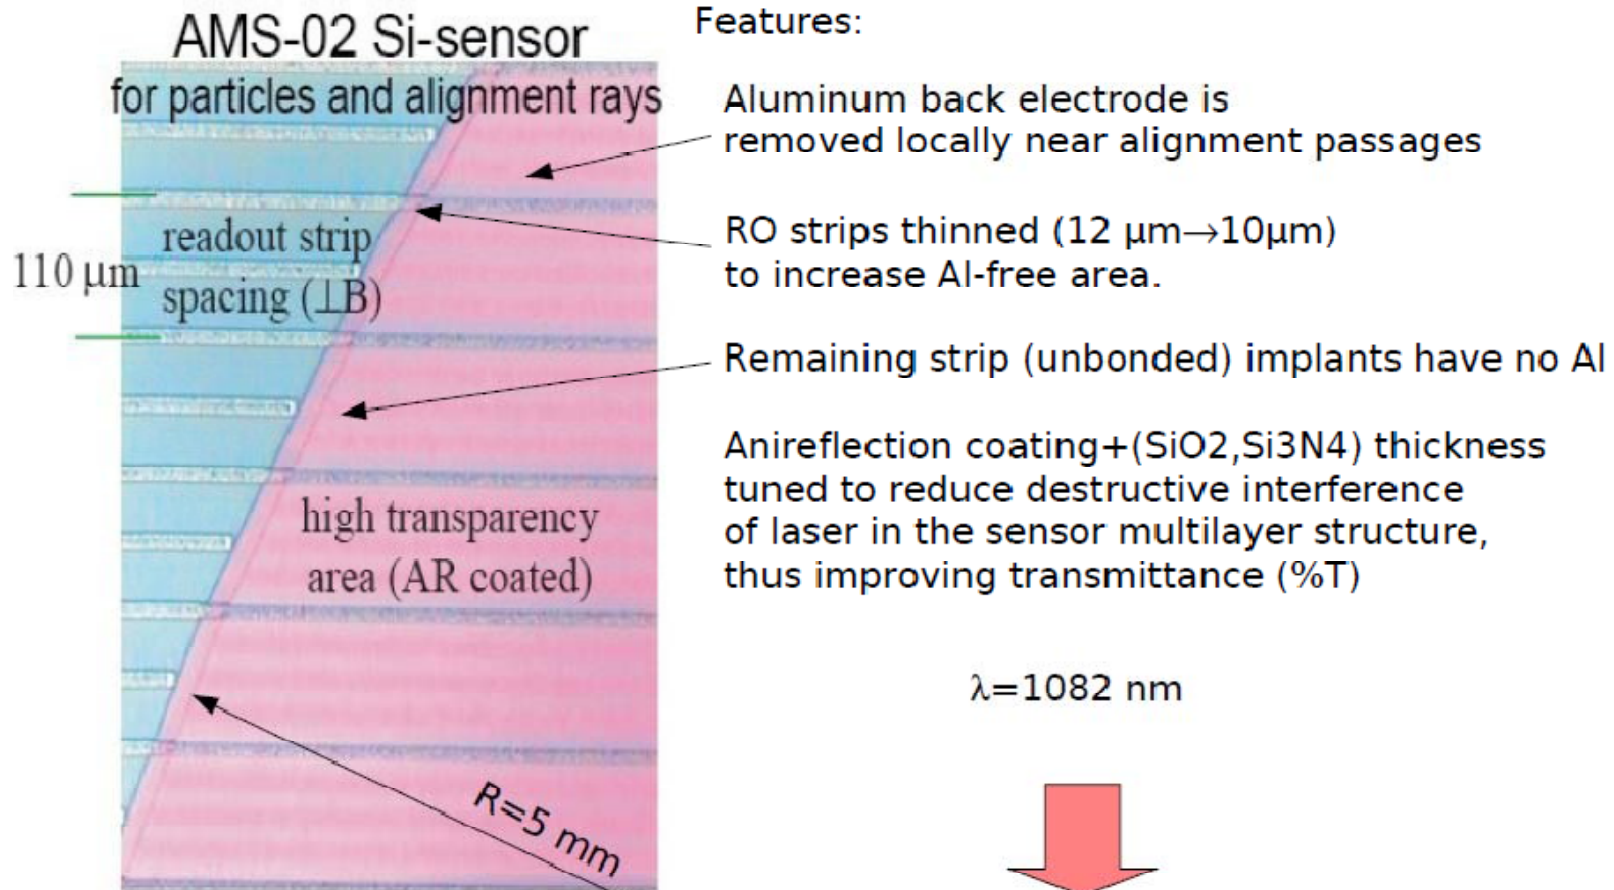 AMS-02 Si-sensor
for particles and alignment rays
110 μm
readout strip
spacing (⊥B)
high transparency
area (AR coated)
R=5 mm
Features:
Aluminum back electrode is
removed locally near alignment passages
RO strips thinned (12 μm→10μm)
to increase Al-free area.
Remaining strip (unbonded) implants have no Al
Anireflection coating+(SiO2,Si3N4) thickness
tuned to reduce destructive interference
of laser in the sensor multilayer structure,
thus improving transmittance (%T)
λ=1082 nm